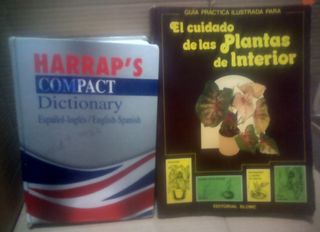 HARRAP'S
COMPACT
Dictionary
Español-Inglés / English-Spanish
GUIA PRACTICA ILUSTRADA PARA
El cuidado
de las Plantas
de Interior
EDITORIAL BLUME